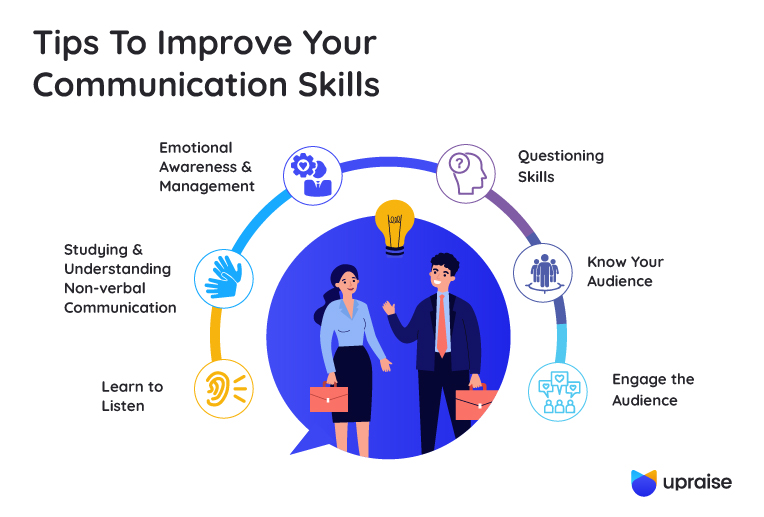 Tips To Improve Your
Communication Skills
Emotional
Awareness &
Management
Questioning
Skills
Studying &
Understanding
Non-verbal
Communication
Know Your
Audience
Learn to
Listen
Engage the
Audience
?
upraise